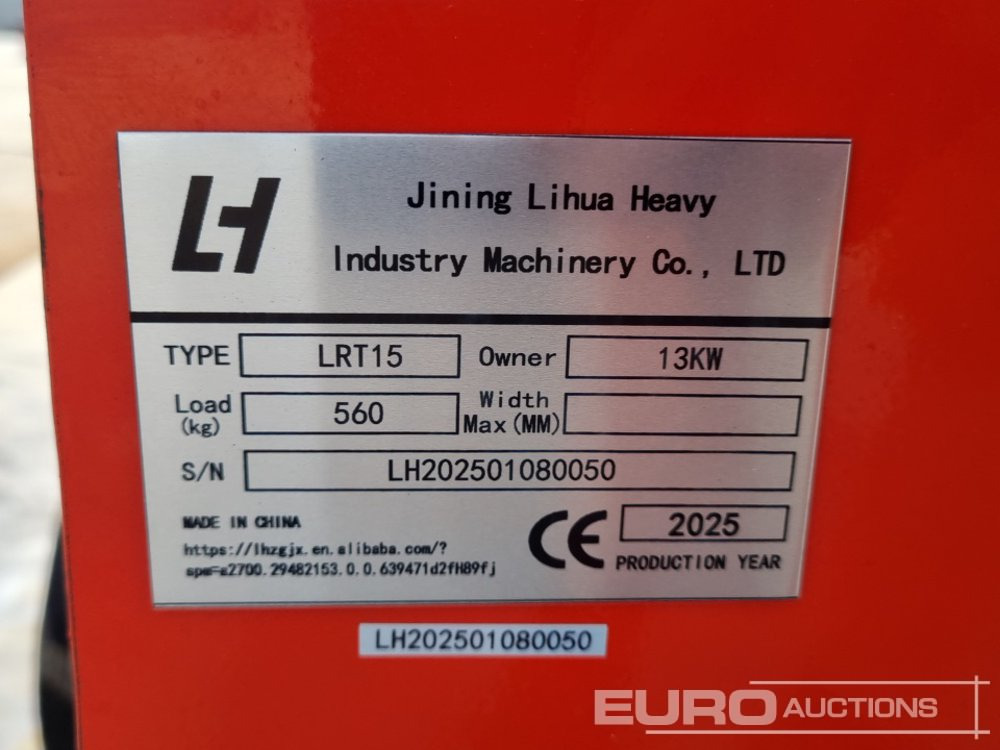 LH
Jining Lihua Heavy
Industry Machinery Co., LTD
TYPE LRT15 Owner 13KW
Load (kg) 560 Width Max(MM)
S/N LH202501080050
MADE IN CHINA
https://lhzgjx.en.alibaba.com/?
spm=a2700.29482153.0.0.639471d2fH89fj
CE 2025
PRODUCTION YEAR
LH202501080050
EURO AUCTIONS